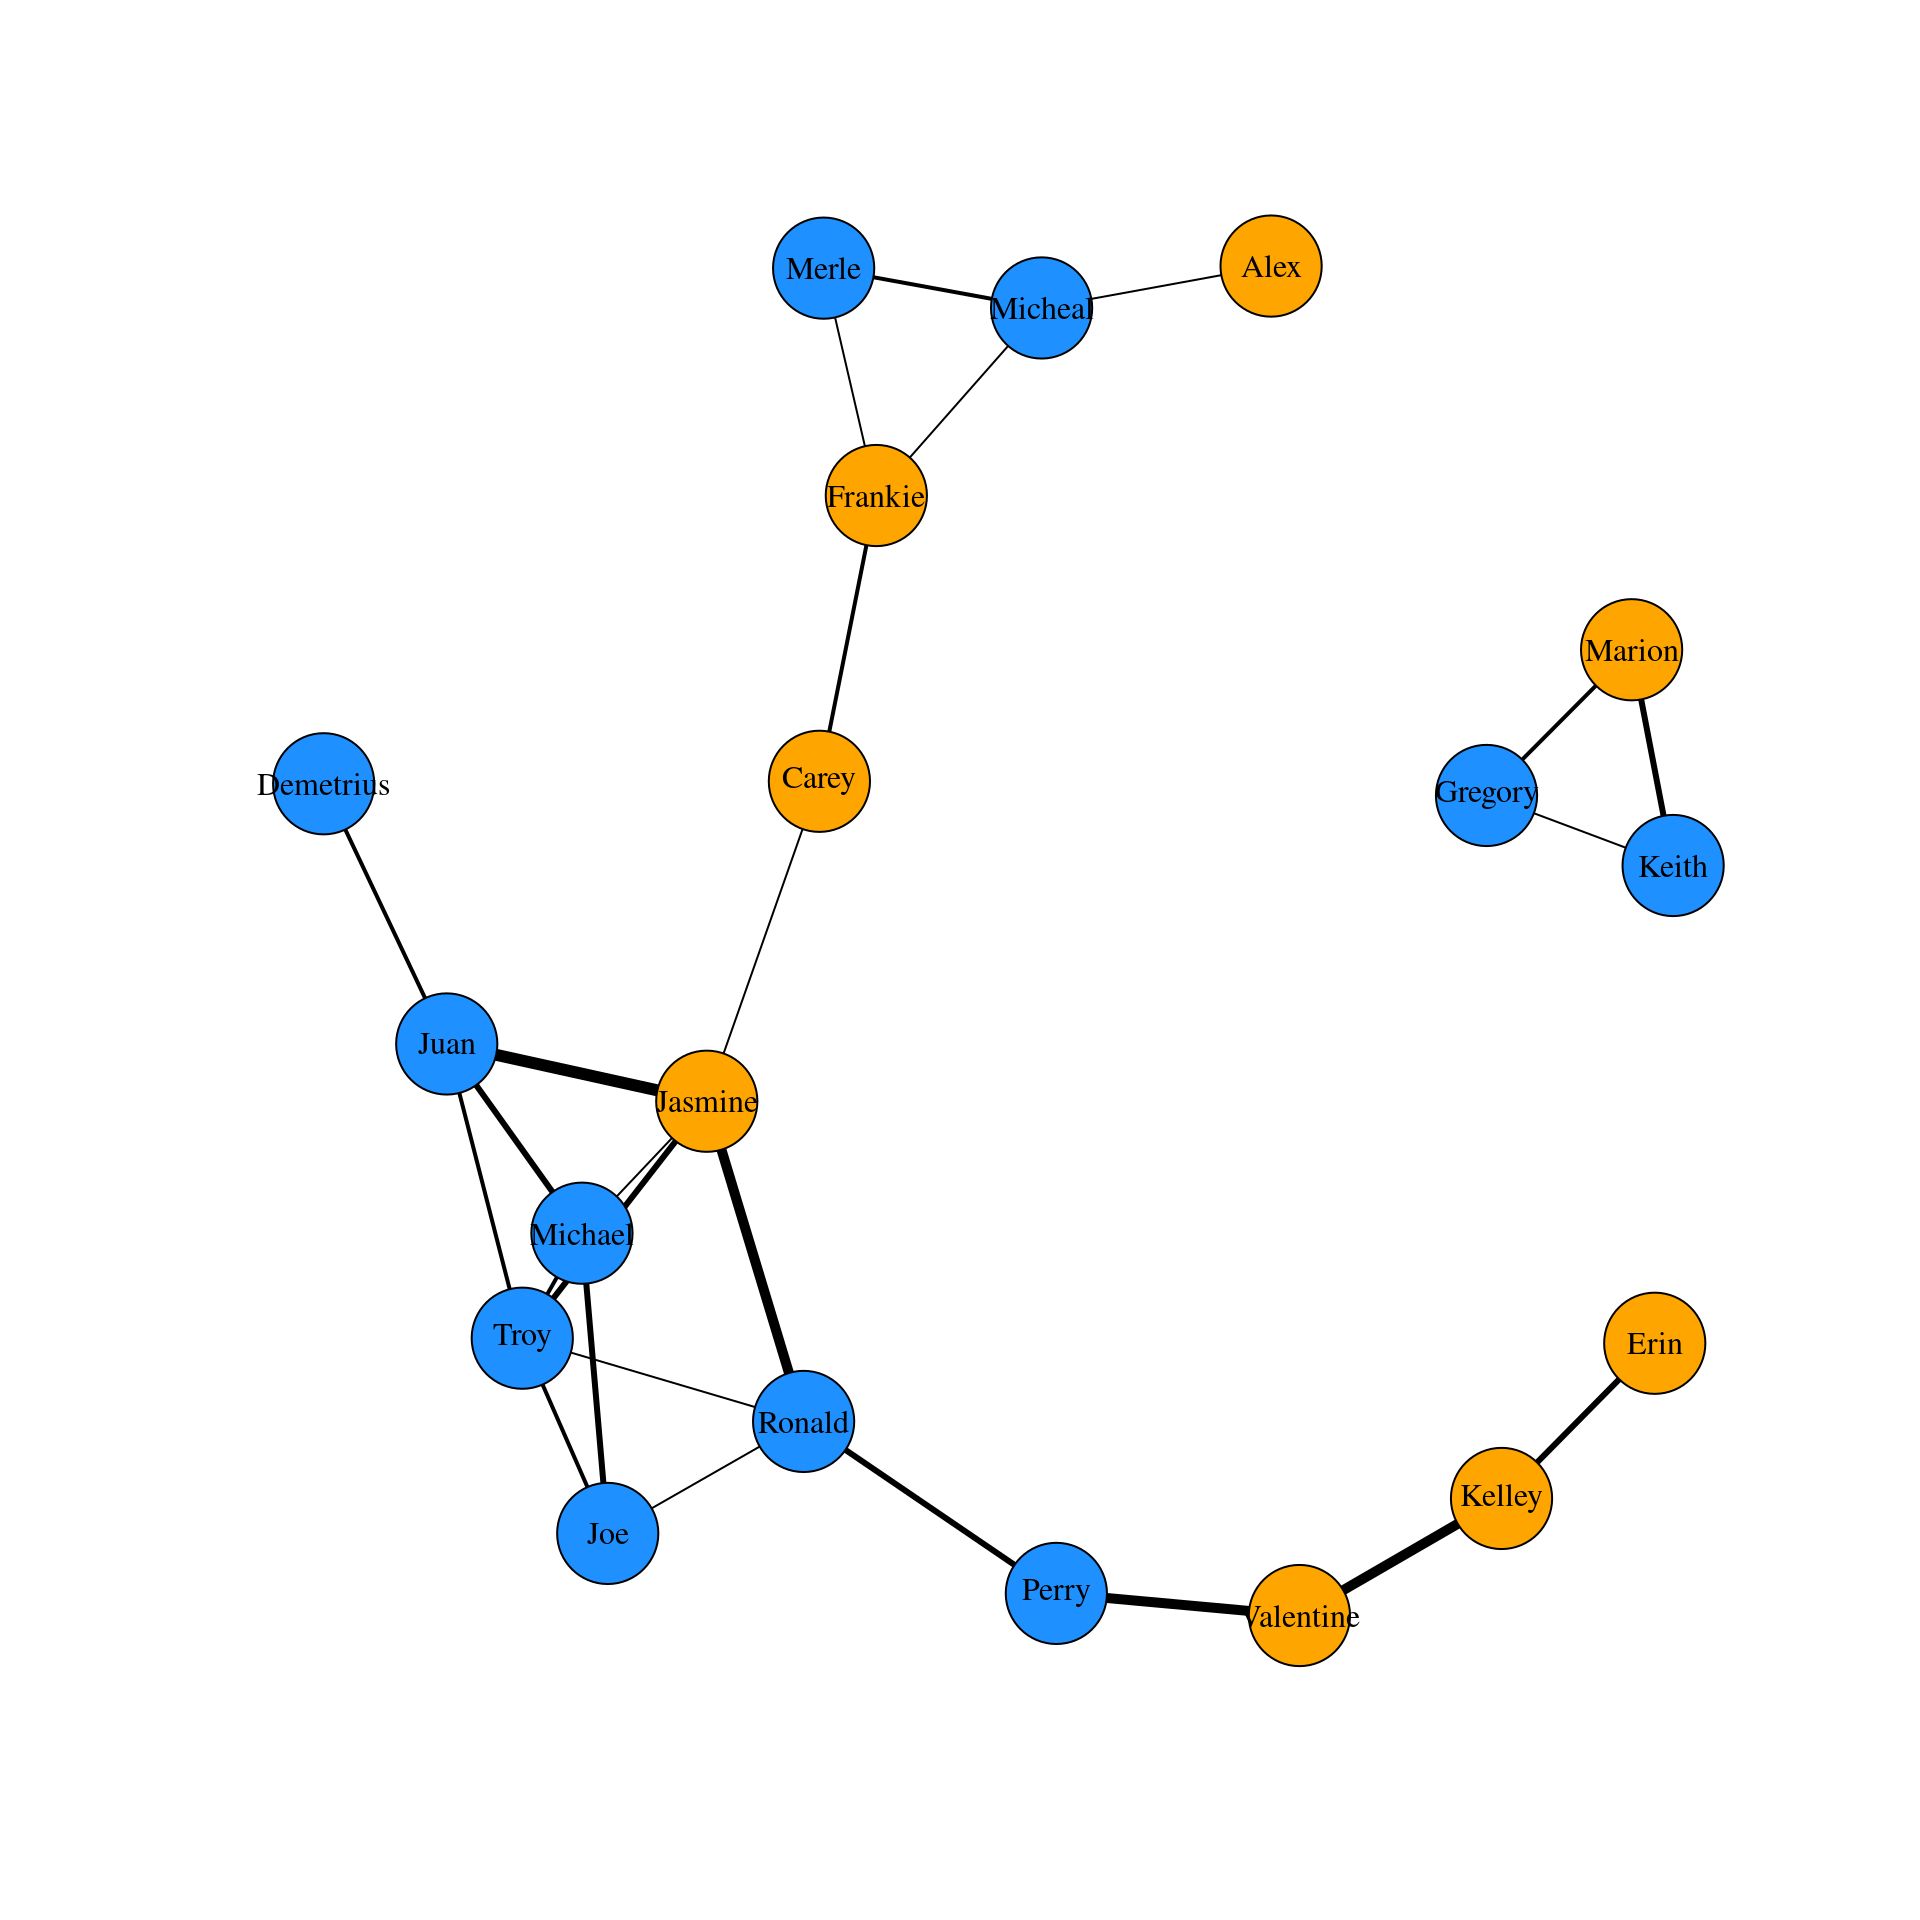 Alex
Merle
Micheal
Frankie
Marion
Carey
Demetrius
Gregory
Keith
Juan
Jasmine
Michael
Troy
Erin
Ronald
Kelley
Joe
Perry
Valentine